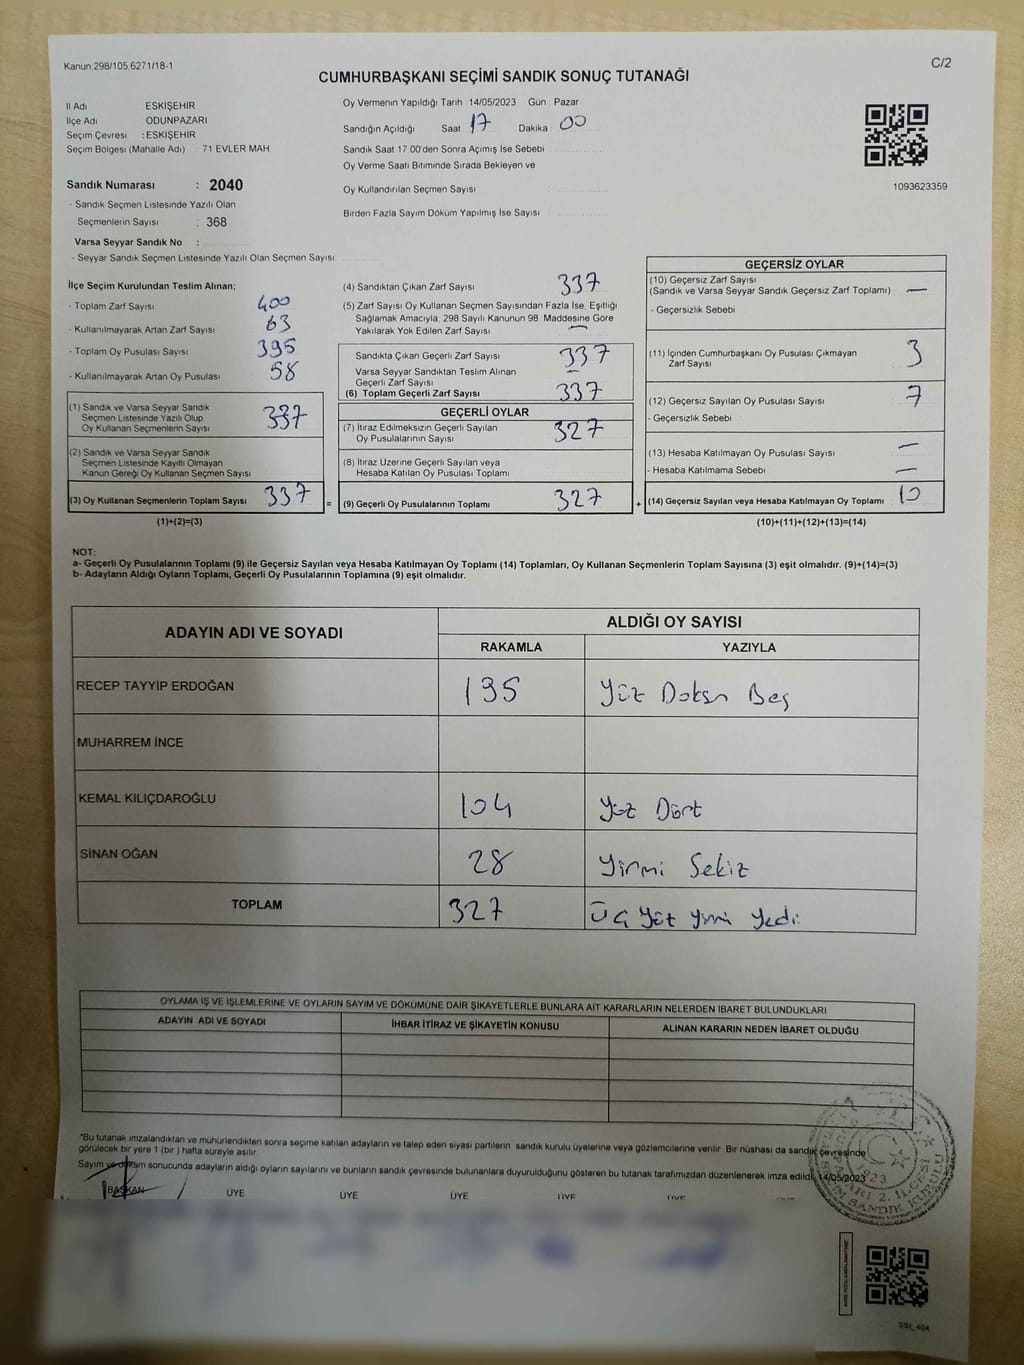 Kanun.298/105,6271/18-1
C/2
CUMHURBAŞKANI SEÇİMİ SANDIK SONUÇ TUTANAĞI
İl Adı ESKİŞEHİR
İlçe Adı ODUNPAZARI
Seçim Çevresi : ESKİŞEHİR
Seçim Bölgesi (Mahalle Adı) : 71 EVLER MAH
Sandık Numarası : 2040
- Sandık Seçmen Listesinde Yazılı Olan
Seçmenlerin Sayısı : 368
Varsa Seyyar Sandık No :
- Seyyar Sandık Seçmen Listesinde Yazılı Olan Seçmen Sayısı:
Oy Vermenin Yapıldığı Tarih 14/05/2023 Gün Pazar
Sandığın Açıldığı Saat 17 Dakika : 00
Sandık Saat 17:00'den Sonra Açımış İse Sebebi
Oy Verme Saati Bitiminde Sırada Bekleyen ve
Oy Kullandırılan Seçmen Sayısı :
Birden Fazla Sayım Döküm Yapılmış İse Sayısı :
1093623359
İlçe Seçim Kurulundan Teslim Alınan;
- Toplam Zarf Sayısı 400
- Kullanılmayarak Artan Zarf Sayısı 63
- Toplam Oy Pusulası Sayısı 395
- Kullanılmayarak Artan Oy Pusulası 58
(1) Sandık ve Varsa Seyyar Sandık
Seçmen Listesinde Yazılı Olup
Oy Kullanan Seçmenlerin Sayısı 337
(2) Sandık ve Varsa Seyyar Sandık
Seçmen Listesinde Kayıtlı Olmayan
Kanun Gereği Oy Kullanan Seçmen Sayısı
(3) Oy Kullanan Seçmenlerin Toplam Sayısı 337
(1)+(2)=(3)
(4) Sandıktan Çıkan Zarf Sayısı 337
(5) Zarf Sayısı Oy Kullanan Seçmen Sayısından Fazla İse, Eşitliği
Sağlamak Amacıyla, 298 Sayılı Kanunun 98. Maddesine Göre
Yakılarak Yok Edilen Zarf Sayısı —
Sandıkta Çıkan Geçerli Zarf Sayısı 337
Varsa Seyyar Sandıktan Teslim Alınan
Geçerli Zarf Sayısı —
(6) Toplam Geçerli Zarf Sayısı 337
GEÇERLİ OYLAR
(7) İtiraz Edilmeksizin Geçerli Sayılan
Oy Pusulalarının Sayısı 327
(8) İtiraz Üzerine Geçerli Sayılan veya
Hesaba Katılan Oy Pusulası Toplamı
= (9) Geçerli Oy Pusulalarının Toplamı 327
GEÇERSİZ OYLAR
(10) Geçersiz Zarf Sayısı
(Sandık ve Varsa Seyyar Sandık Geçersiz Zarf Toplamı) —
- Geçersizlik Sebebi
(11) İçinden Cumhurbaşkanı Oy Pusulası Çıkmayan
Zarf Sayısı 3
(12) Geçersiz Sayılan Oy Pusulası Sayısı 7
- Geçersizlik Sebebi
(13) Hesaba Katılmayan Oy Pusulası Sayısı —
- Hesaba Katılmama Sebebi —
+ (14) Geçersiz Sayılan veya Hesaba Katılmayan Oy Toplamı 10
(10)+(11)+(12)+(13)=(14)
NOT:
a- Geçerli Oy Pusulalarının Toplamı (9) ile Geçersiz Sayılan veya Hesaba Katılmayan Oy Toplamı (14) Toplamları, Oy Kullanan Seçmenlerin Toplam Sayısına (3) eşit olmalıdır. (9)+(14)=(3)
b- Adayların Aldığı Oyların Toplamı, Geçerli Oy Pusulalarının Toplamına (9) eşit olmalıdır.
ADAYIN ADI VE SOYADI
ALDIĞI OY SAYISI
RAKAMLA YAZIYLA
RECEP TAYYİP ERDOĞAN 195 Yüz Doksan Beş
MUHARREM İNCE
KEMAL KILIÇDAROĞLU 104 Yüz Dört
SİNAN OĞAN 28 Yirmi Sekiz
TOPLAM 327 Üç Yüz Yirmi Yedi
OYLAMA İŞ VE İŞLEMLERİNE VE OYLARIN SAYIM VE DÖKÜMÜNE DAİR ŞİKAYETLERLE BUNLARA AİT KARARLARIN NELERDEN İBARET BULUNDUKLARI
ADAYIN ADI VE SOYADI İHBAR İTİRAZ VE ŞİKAYETİN KONUSU ALINAN KARARIN NEDEN İBARET OLDUĞU
*Bu tutanak imzalandıktan ve mühürlendikten sonra seçime katılan adayların ve talep eden siyasi partilerin sandık kurulu üyelerine veya gözlemcilerine verilir. Bir nüshası da sandık çevresinde
görülecek bir yere 1 (bir) hafta süreyle asılır.
Sayım ve döküm sonucunda adayların aldığı oyların sayılarını ve bunların sandık çevresinde bulunanlara duyurulduğunu gösteren bu tutanak tarafımızdan düzenlenerek imza edildi. 14/05/2023
BAŞKAN ÜYE ÜYE ÜYE ÜYE ÜYE
1923
SSI_404